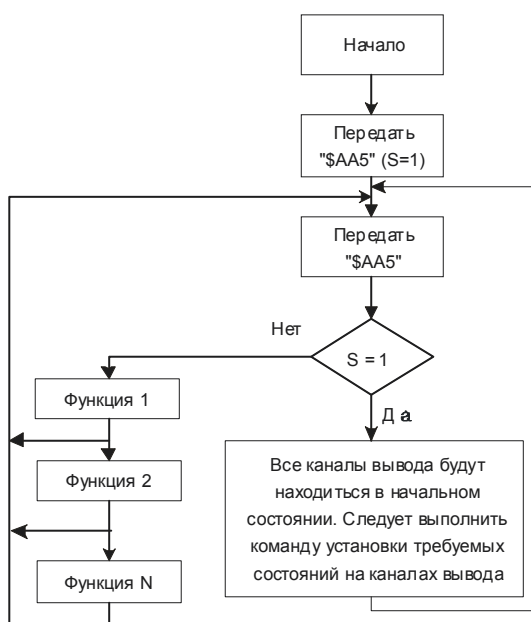 Начало
Передать
"$AA5" (S=1)
Передать
"$AA5"
Нет
S = 1
Да
Функция 1
Функция 2
Функция N
Все каналы вывода будут
находиться в начальном
состоянии. Следует выполнить
команду установки требуемых
состояний на каналах вывода